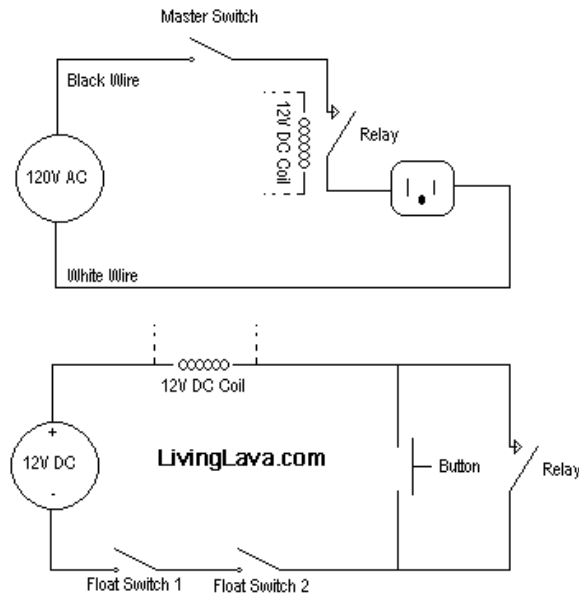 Master Switch
Black Wire
12V DC Coil
Relay
120V AC
White Wire
12V DC Coil
+
12V DC
-
LivingLava.com
Button
Relay
Float Switch 1
Float Switch 2